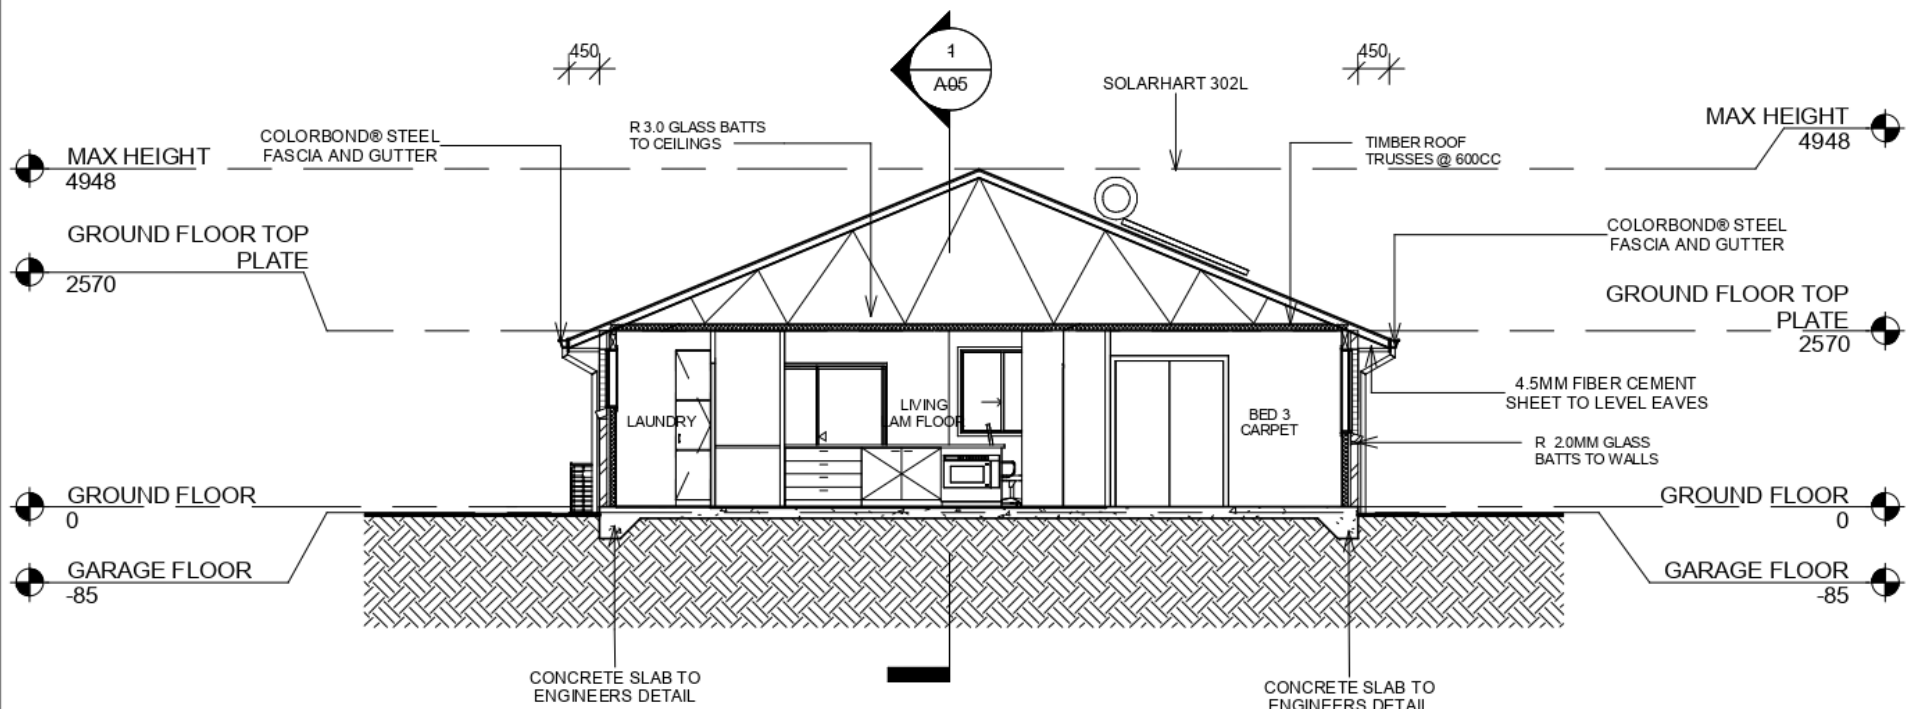 450
1
A05
450
SOLARHART 302L
COLORBOND® STEEL
FASCIA AND GUTTER
R 3.0 GLASS BATTS
TO CEILINGS
TIMBER ROOF
TRUSSES @ 600CC
MAX HEIGHT
4948
MAX HEIGHT
4948
GROUND FLOOR TOP
PLATE
2570
COLORBOND® STEEL
FASCIA AND GUTTER
GROUND FLOOR TOP
PLATE
2570
4.5MM FIBER CEMENT
SHEET TO LEVEL EAVES
LAUNDRY
LIVING
LAM FLOOR
BED 3
CARPET
R 2.0MM GLASS
BATTS TO WALLS
GROUND FLOOR
0
GROUND FLOOR
0
GARAGE FLOOR
-85
GARAGE FLOOR
-85
CONCRETE SLAB TO
ENGINEERS DETAIL
CONCRETE SLAB TO
ENGINEERS DETAIL